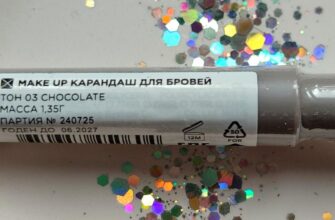 MAKE UP КАРАНДАШ ДЛЯ БРОВЕЙ
ТОН 03 CHOCOLATE
МАССА 1,35Г
ПАРТИЯ № 240725
ГОДЕН ДО 06.2027
12M
FOR